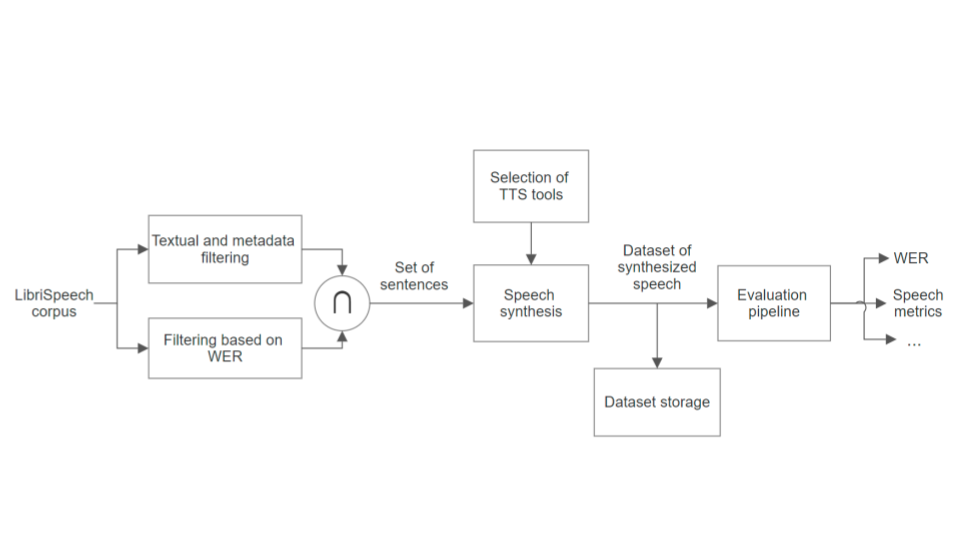 LibriSpeech
corpus
Textual and metadata
filtering
Filtering based on
WER
∩
Set of
sentences
Selection of
TTS tools
Speech
synthesis
Dataset of
synthesized
speech
Dataset storage
Evaluation
pipeline
WER
Speech
metrics
...